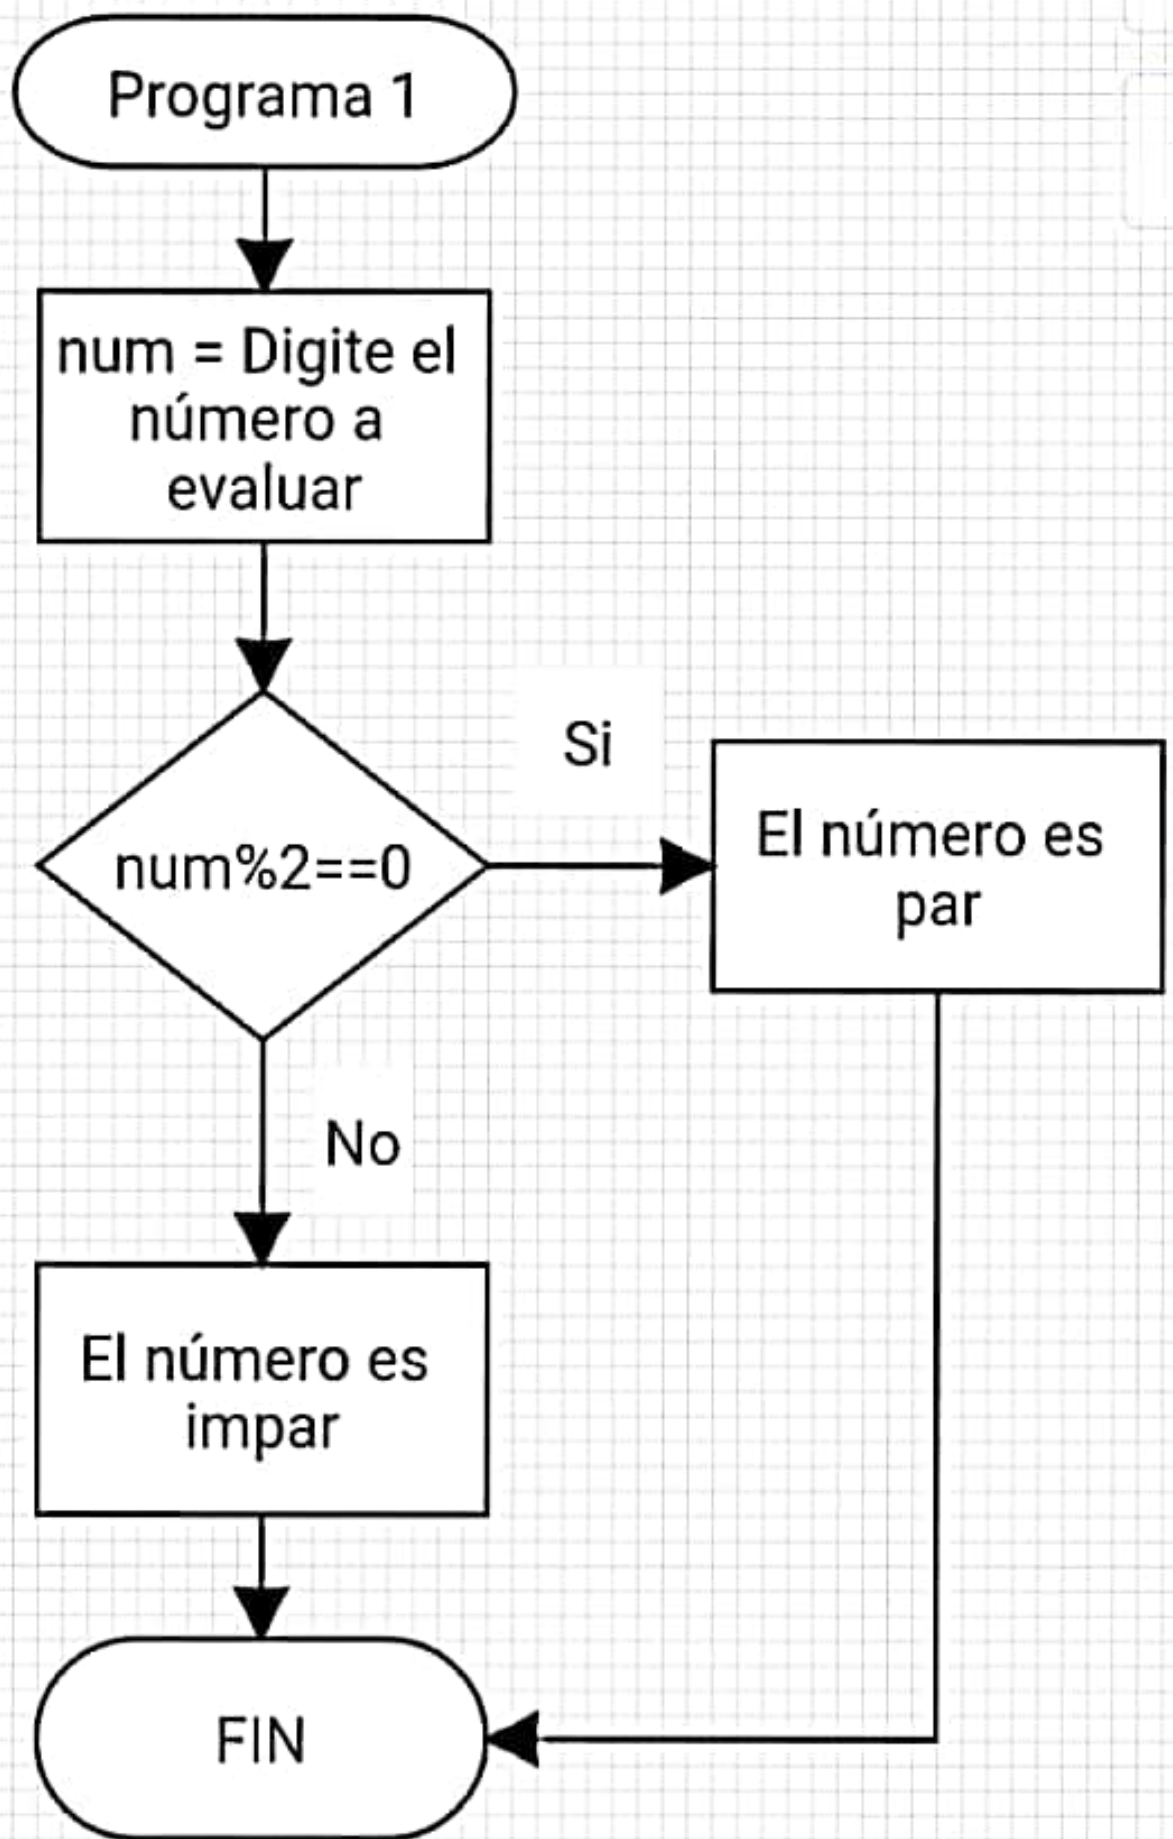 Programa 1
num = Digite el
número a
evaluar
num%2==0
Si
El número es
par
No
El número es
impar
FIN